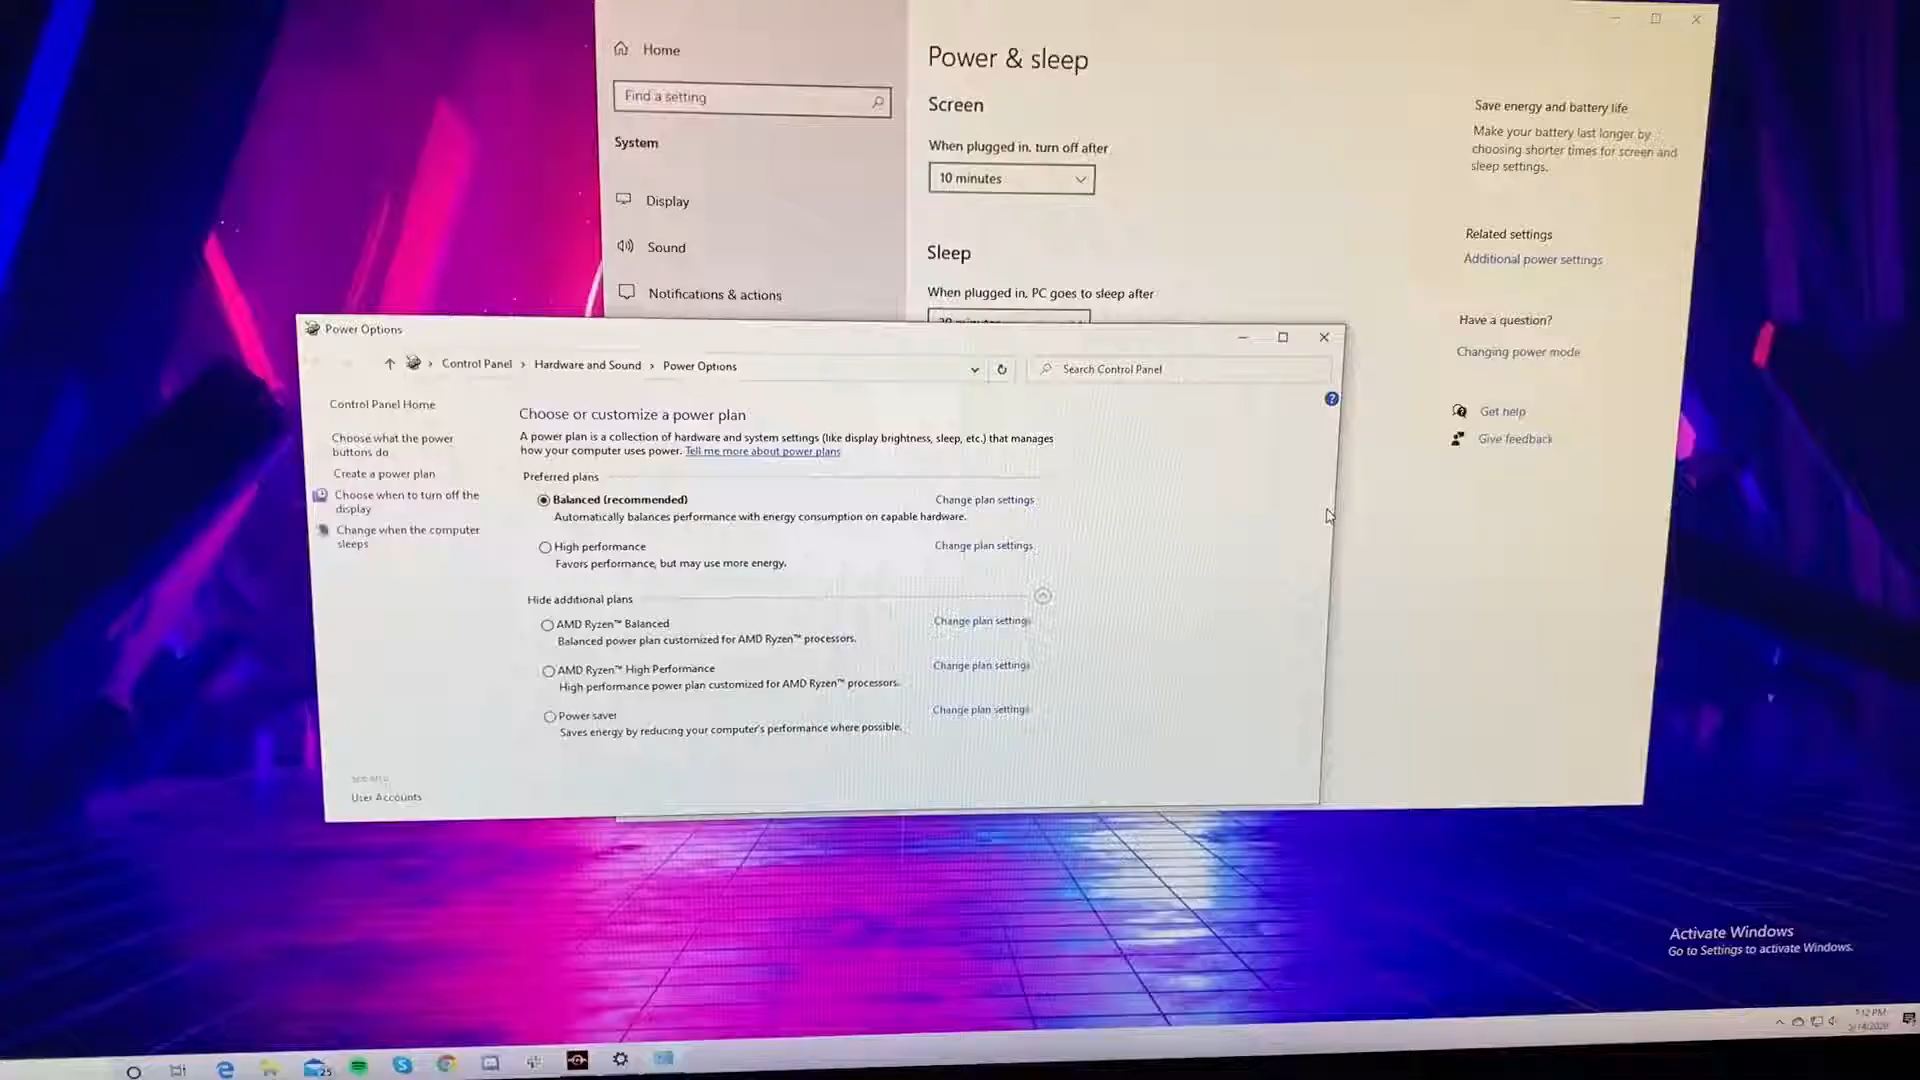 Home
Find a setting
System
Display
Sound
Notifications & actions
Power & sleep
Screen
When plugged in, turn off after
10 minutes
Sleep
When plugged in, PC goes to sleep after
Save energy and battery life
Make your battery last longer by
choosing shorter times for screen and
sleep settings.
Related settings
Additional power settings
Have a question?
Changing power mode
Get help
Give feedback
Power Options
Control Panel › Hardware and Sound › Power Options
Search Control Panel
Control Panel Home
Choose what the power
buttons do
Create a power plan
Choose when to turn off the
display
Change when the computer
sleeps
User Accounts
Choose or customize a power plan
A power plan is a collection of hardware and system settings (like display brightness, sleep, etc.) that manages
how your computer uses power. Tell me more about power plans
Preferred plans
Balanced (recommended) Change plan settings
Automatically balances performance with energy consumption on capable hardware.
High performance Change plan settings
Favors performance, but may use more energy.
Hide additional plans
AMD Ryzen™ Balanced Change plan settings
Balanced power plan customized for AMD Ryzen™ processors.
AMD Ryzen™ High Performance Change plan settings
High performance power plan customized for AMD Ryzen™ processors.
Power saver Change plan settings
Saves energy by reducing your computer's performance where possible.
Activate Windows
Go to Settings to activate Windows.
25